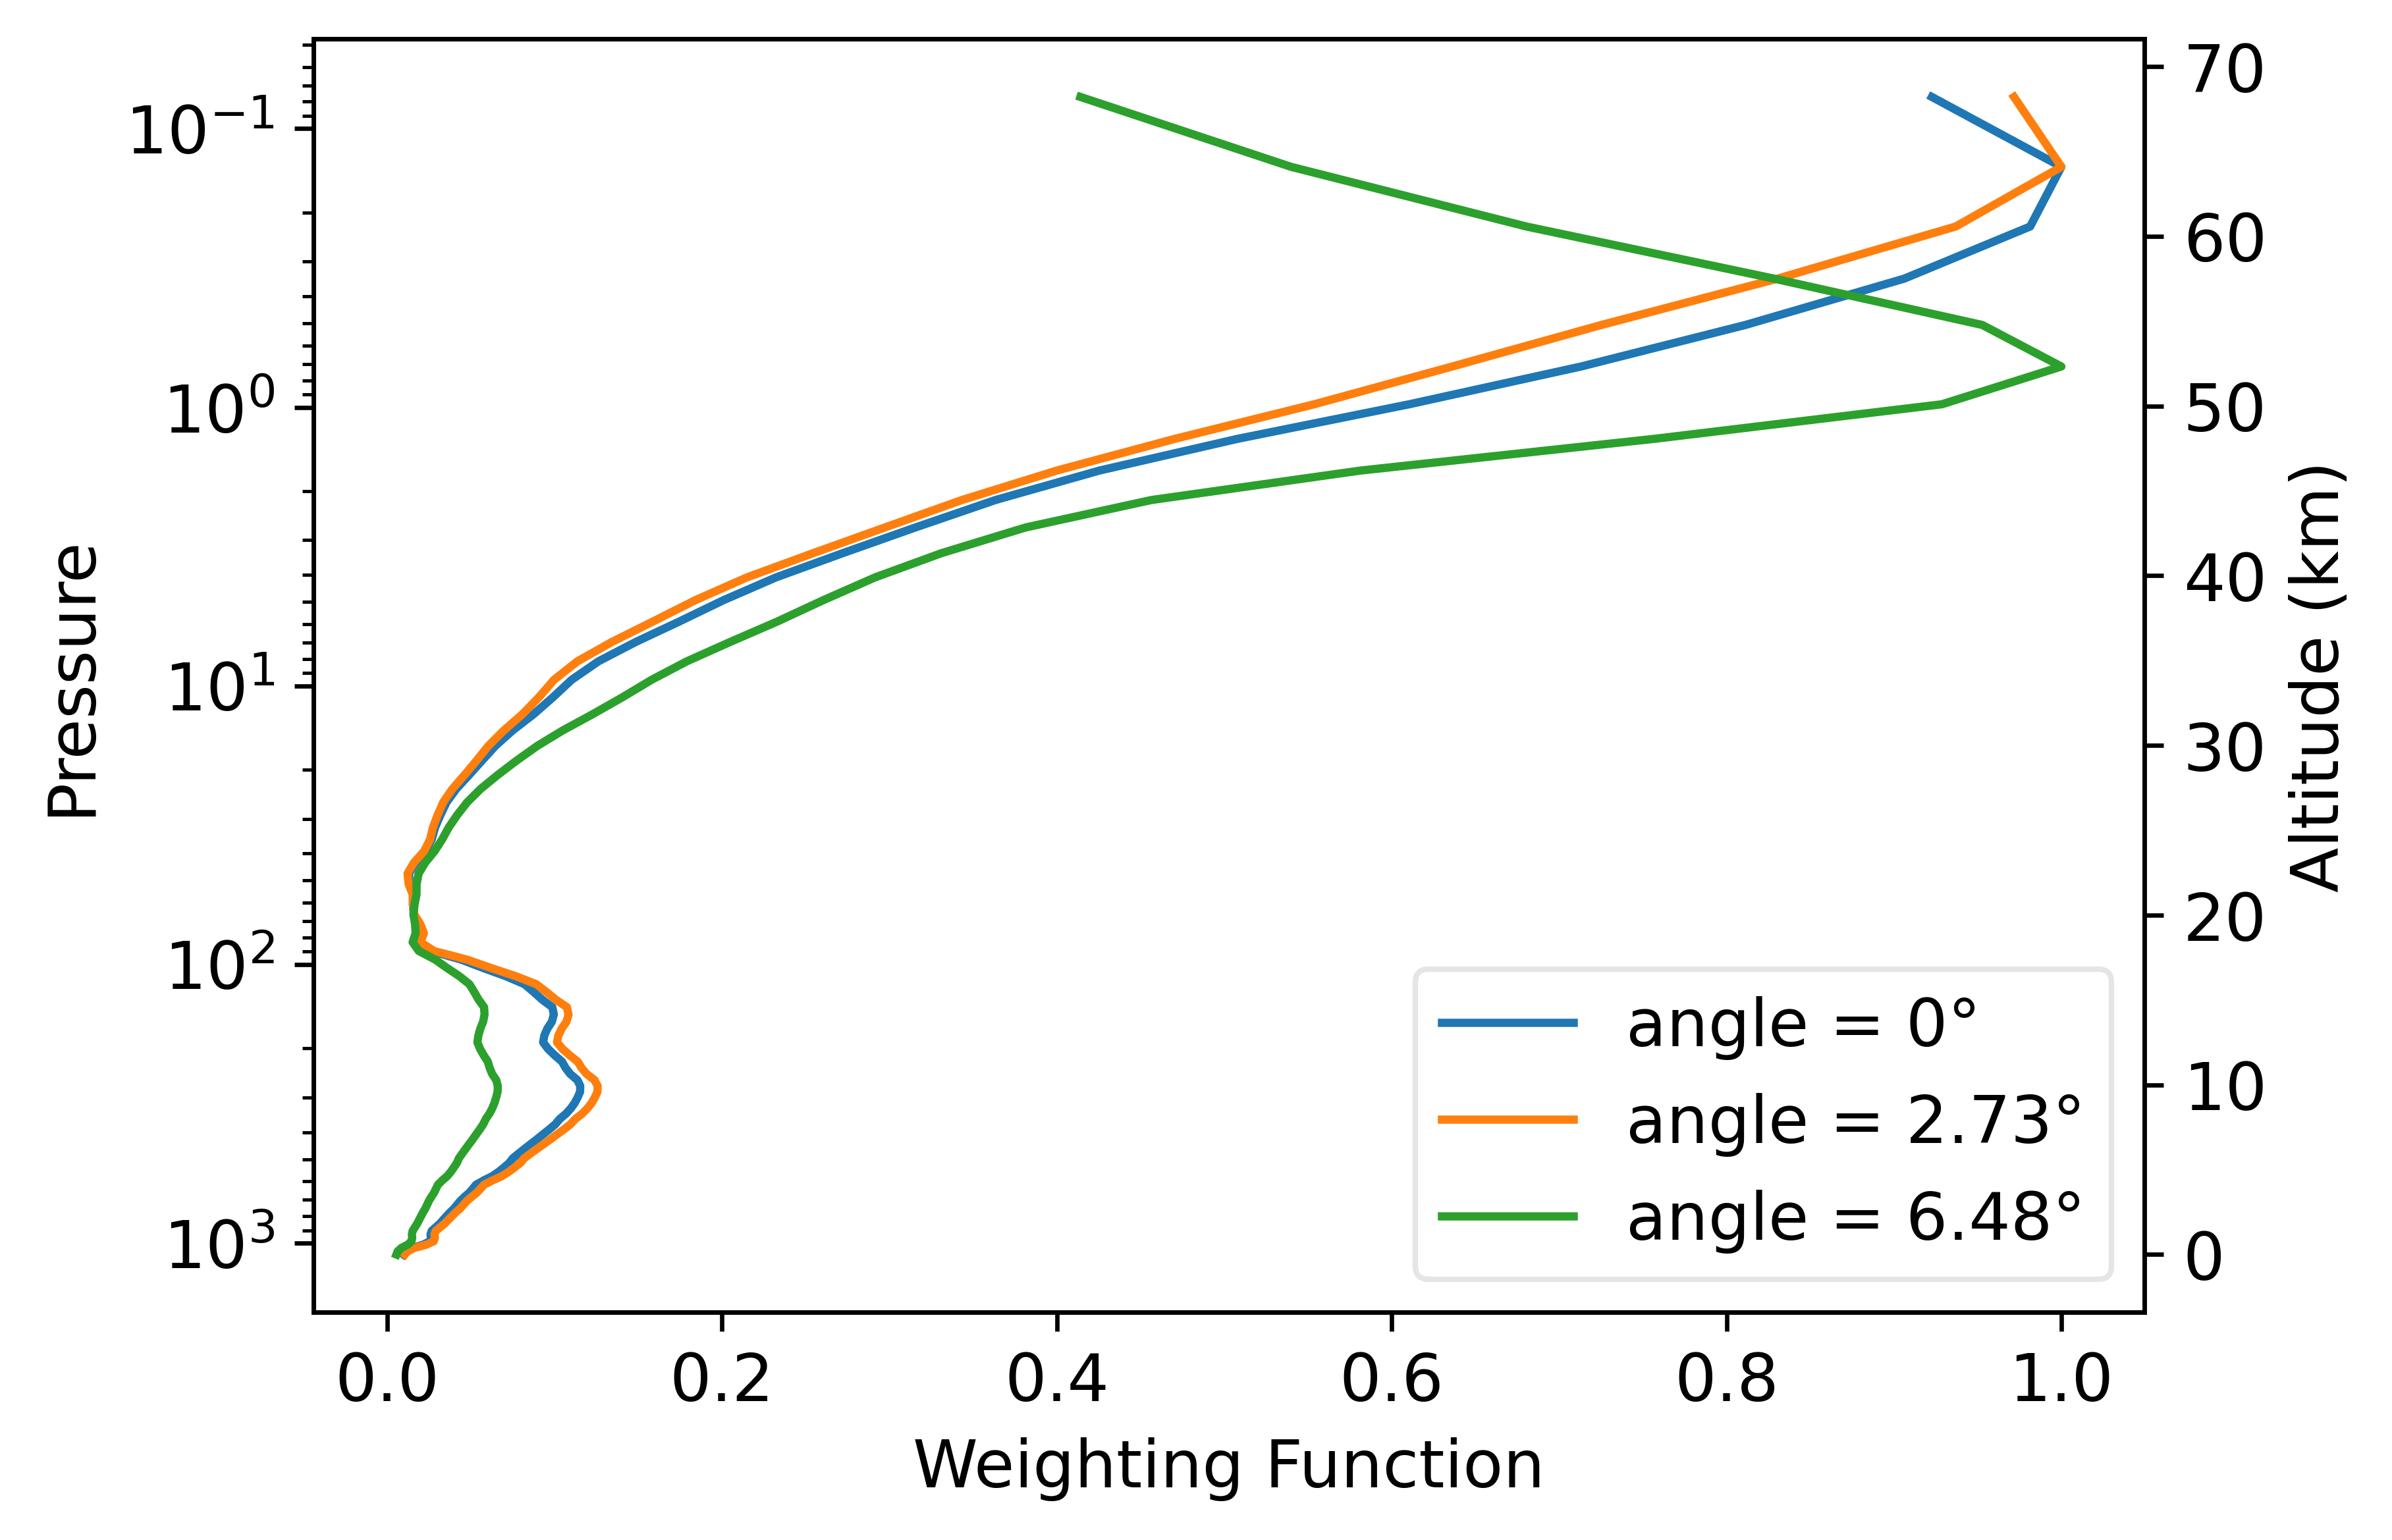 Pressure
10⁻¹
10⁰
10¹
10²
10³
70
60
50
40
30
20
10
0
Altitude (km)
angle = 0°
angle = 2.73°
angle = 6.48°
0.0 0.2 0.4 0.6 0.8 1.0
Weighting Function